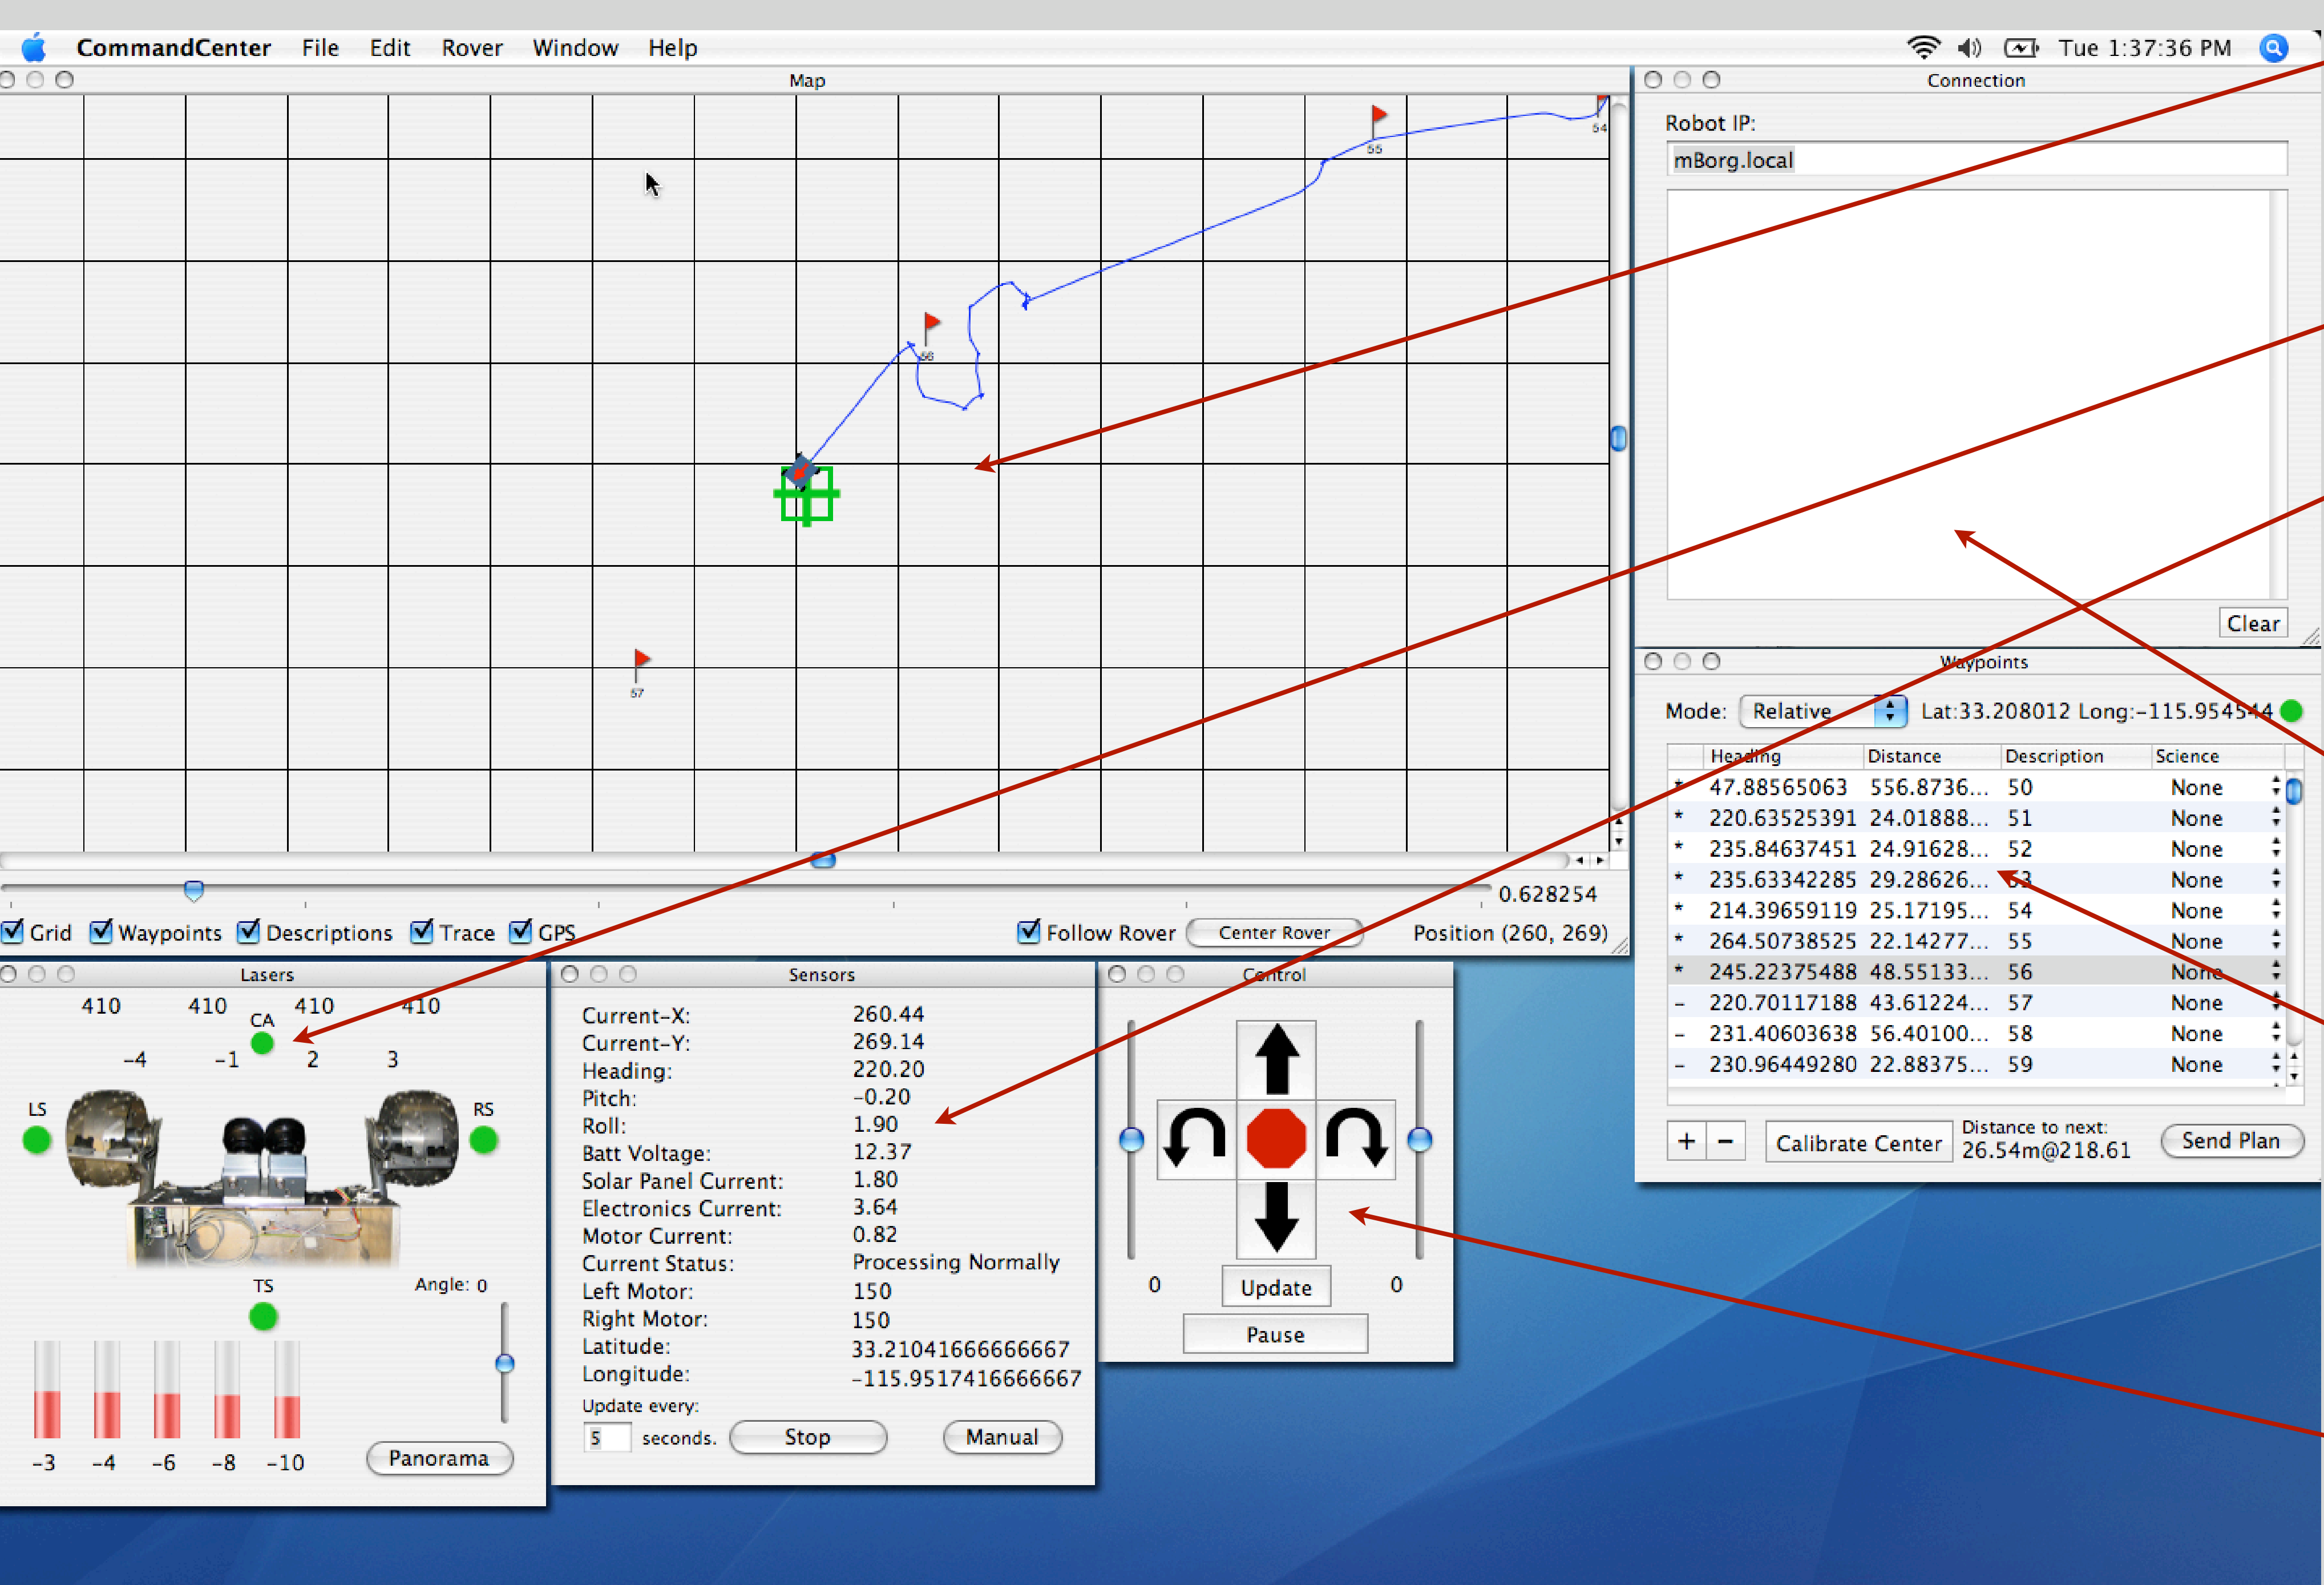 CommandCenter File Edit Rover Window Help
Tue 1:37:36 PM
Map
54
55
56
57
0.628254
Grid Waypoints Descriptions Trace GPS
Follow Rover Center Rover Position (260, 269)
Connection
Robot IP:
mBorg.local
Clear
Waypoints
Mode: Relative Lat:33.208012 Long:-115.954544
Heading Distance Description Science
* 47.88565063 556.8736... 50 None
* 220.63525391 24.01888... 51 None
* 235.84637451 24.91628... 52 None
* 235.63342285 29.28626... 53 None
* 214.39659119 25.17195... 54 None
* 264.50738525 22.14277... 55 None
* 245.22375488 48.55133... 56 None
- 220.70117188 43.61224... 57 None
- 231.40603638 56.40100... 58 None
- 230.96449280 22.88375... 59 None
+ - Calibrate Center
Distance to next:
26.54m@218.61
Send Plan
Lasers
410 410 410 410
CA
-4 -1 2 3
LS RS
TS
Angle: 0
-3 -4 -6 -8 -10
Panorama
Sensors
Current-X: 260.44
Current-Y: 269.14
Heading: 220.20
Pitch: -0.20
Roll: 1.90
Batt Voltage: 12.37
Solar Panel Current: 1.80
Electronics Current: 3.64
Motor Current: 0.82
Current Status: Processing Normally
Left Motor: 150
Right Motor: 150
Latitude: 33.21041666666667
Longitude: -115.9517416666667
Update every:
5 seconds. Stop Manual
Control
0 Update 0
Pause